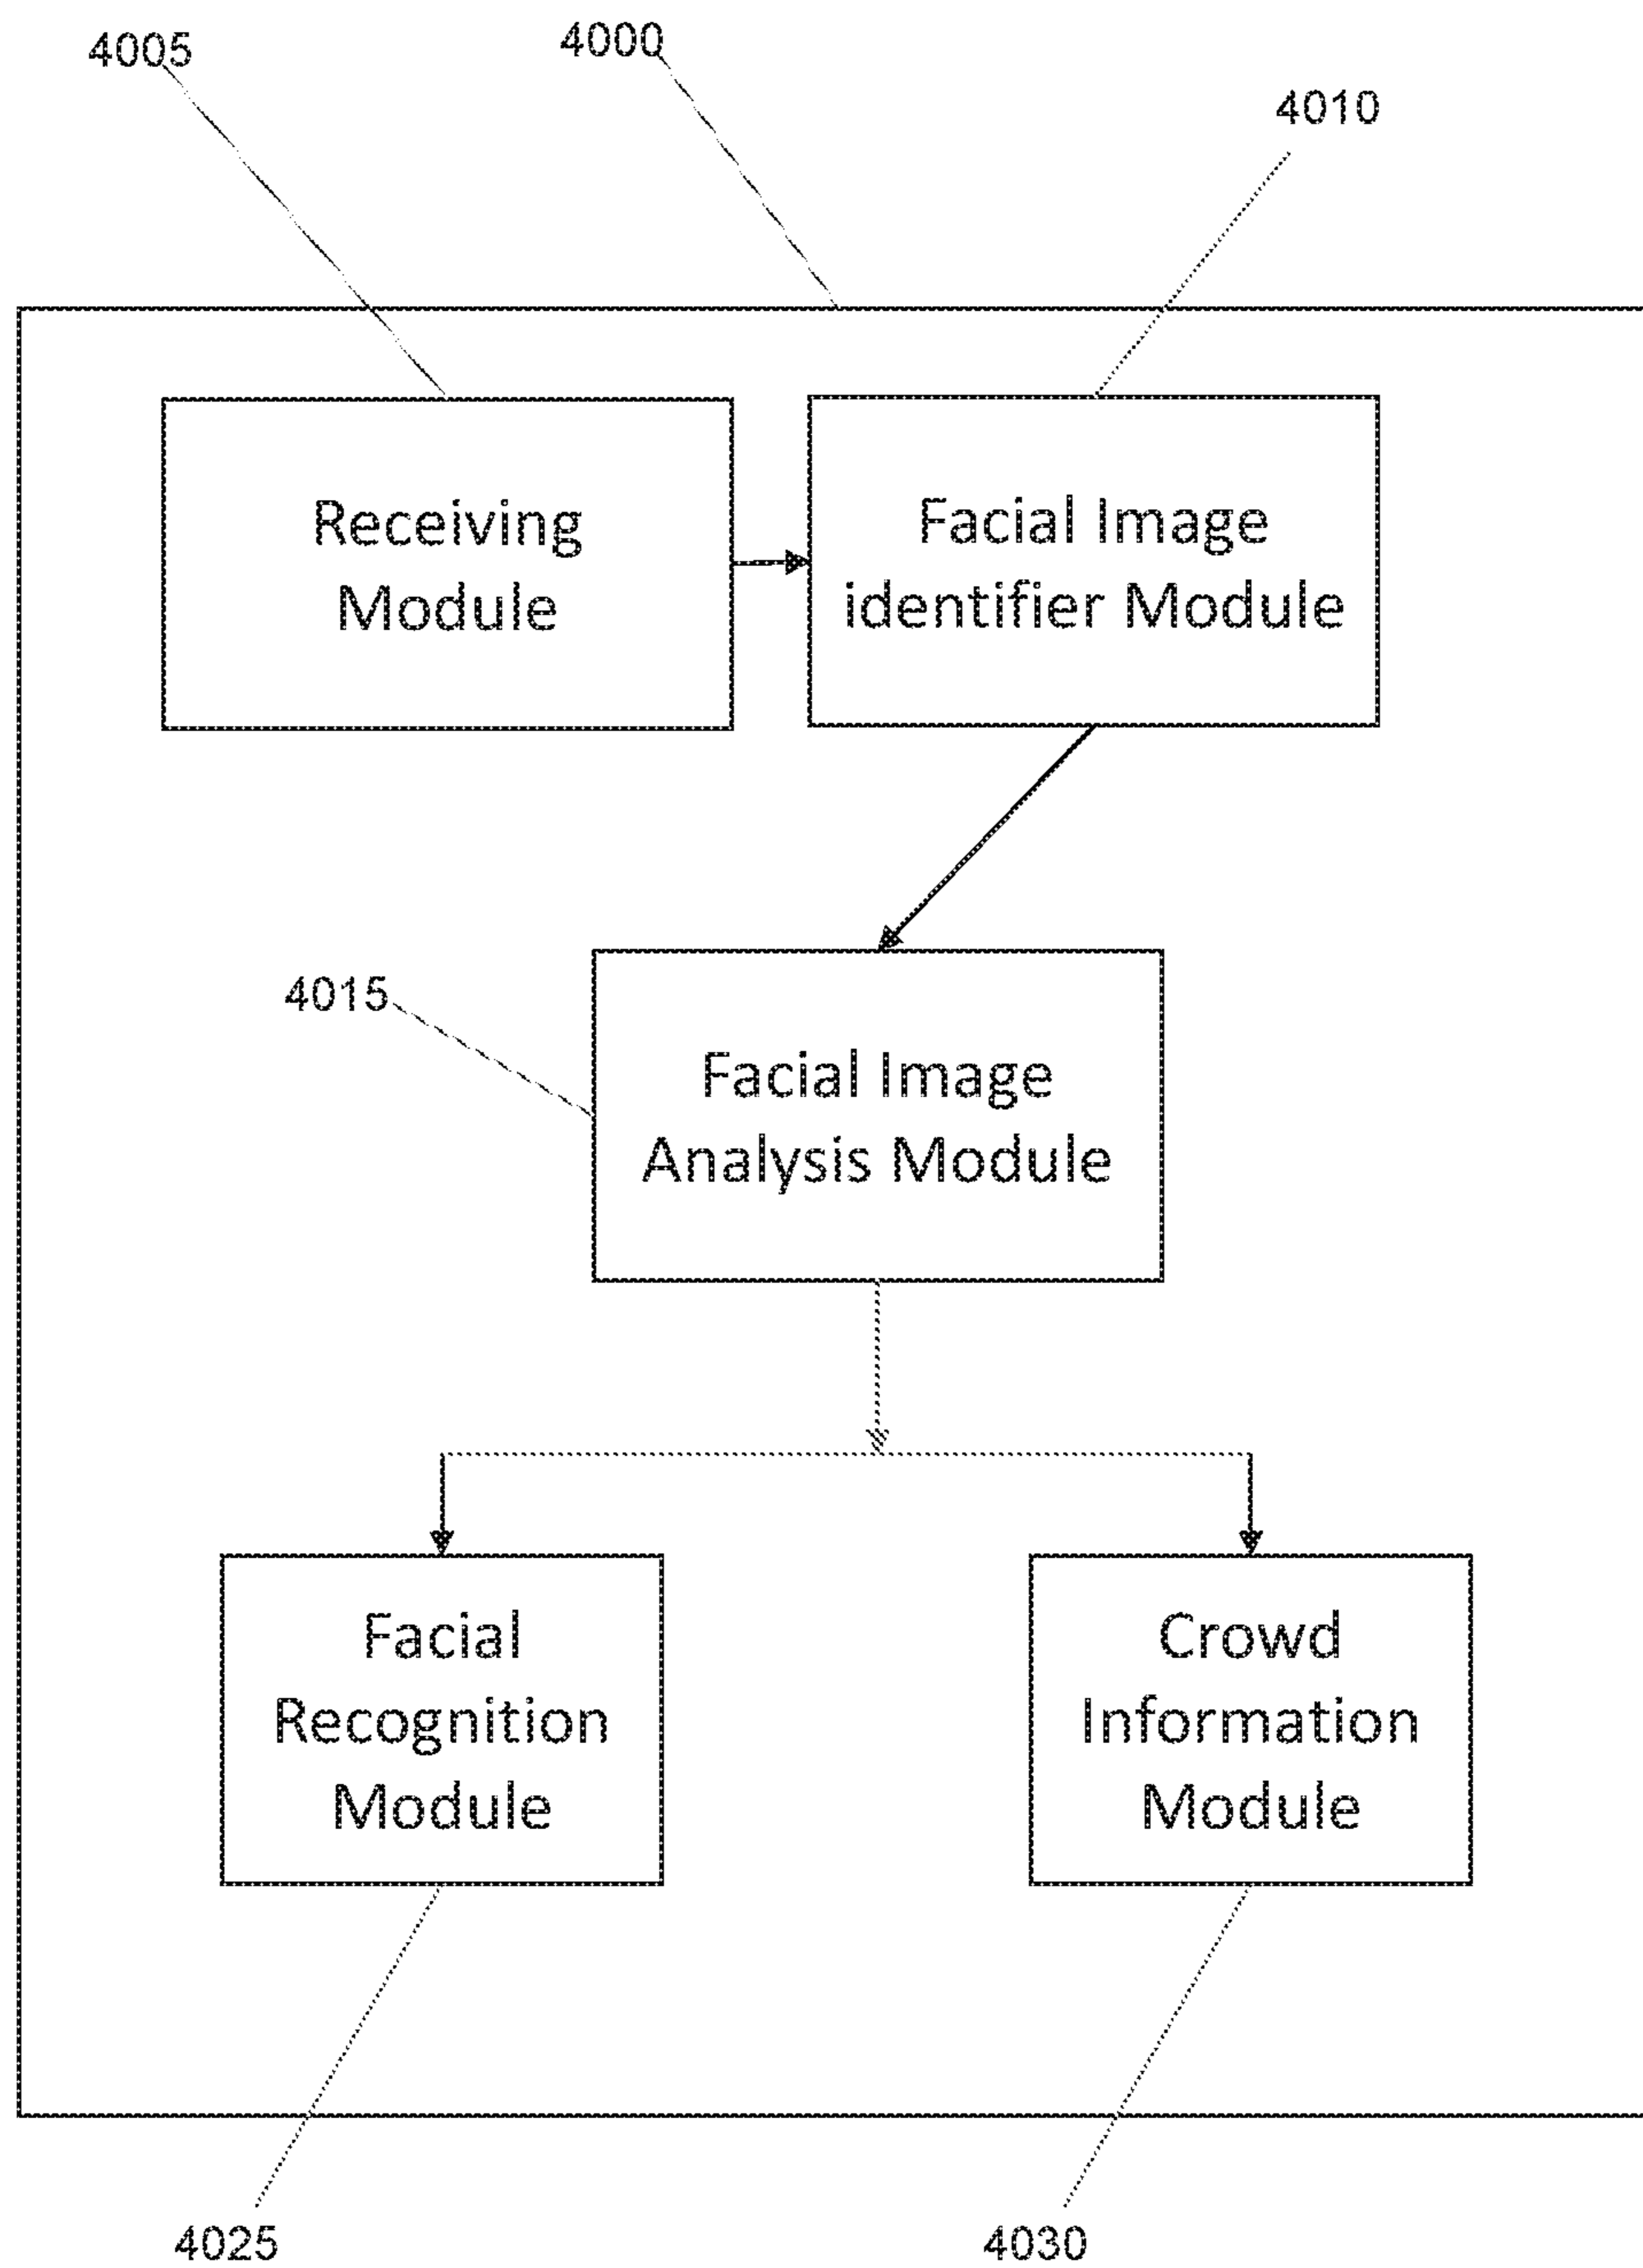 4005
4000
4010
Receiving
Module
Facial Image
identifier Module
4015
Facial Image
Analysis Module
Facial
Recognition
Module
Crowd
Information
Module
4025
4030